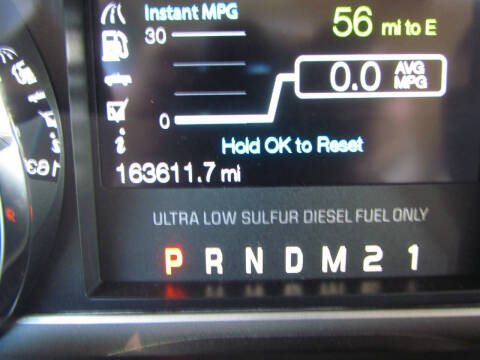 Instant MPG
56 mi to E
30
0.0 AVG MPG
0
Hold OK to Reset
163611.7 mi
ULTRA LOW SULFUR DIESEL FUEL ONLY
P R N D M 2 1